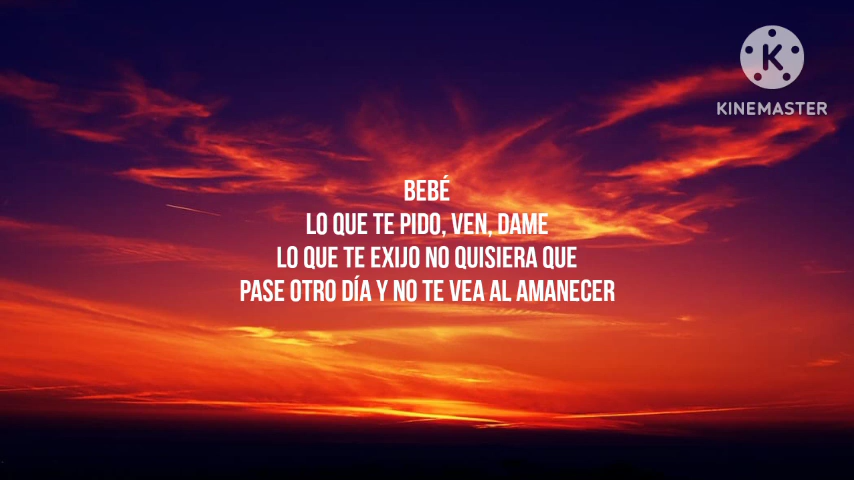 KINEMASTER
BEBÉ
LO QUE TE PIDO, VEN, DAME
LO QUE TE EXIJO NO QUISIERA QUE
PASE OTRO DÍA Y NO TE VEA AL AMANECER